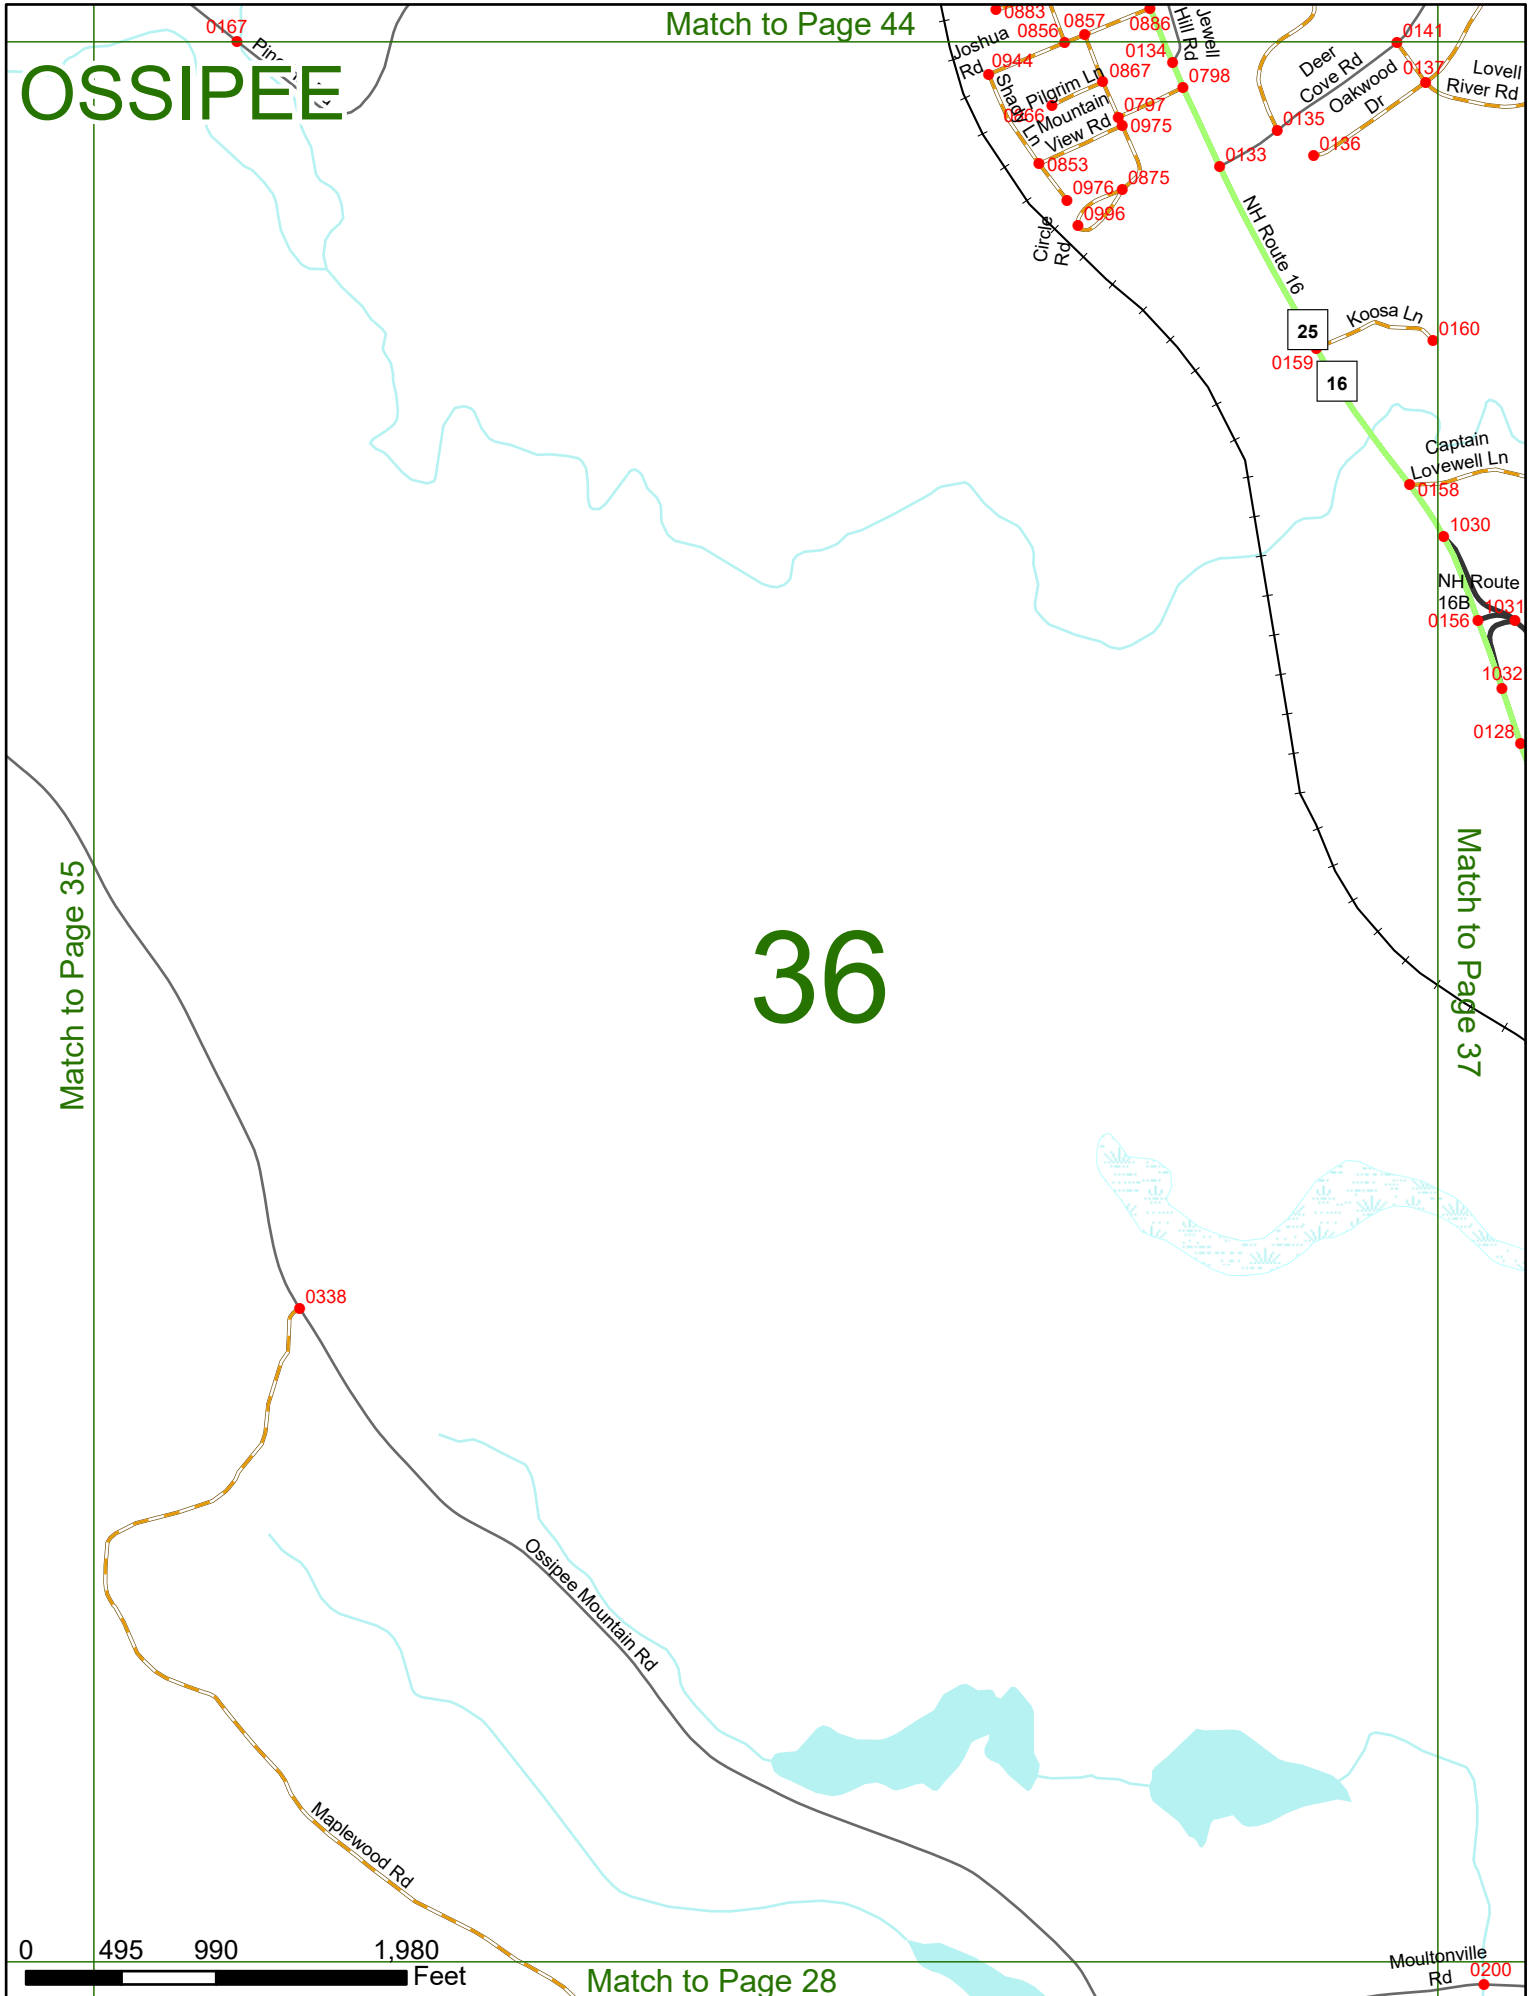 Match to Page 44
OSSIPEE
0167
0883
0857
0886
0856
0134
Jewell
Hill Rd
Joshua
Rd
0944
0867
0798
Shaw Ln
Pilgrim Ln
0866
Mountain
View Rd
0797
0975
0853
0976
0875
0996
Circle
Rd
0141
Deer
Cove Rd
0137
Lovell
River Rd
Oakwood
Dr
0135
0136
0133
NH Route 16
25
Koosa Ln
0160
0159
16
Captain
Lovewell Ln
0158
1030
NH Route
16B
1031
0156
1032
0128
Match to Page 35
36
Match to Page 37
0338
Ossipee Mountain Rd
Maplewood Rd
0 495 990 1,980
Feet
Match to Page 28
Moultonville
Rd
0200